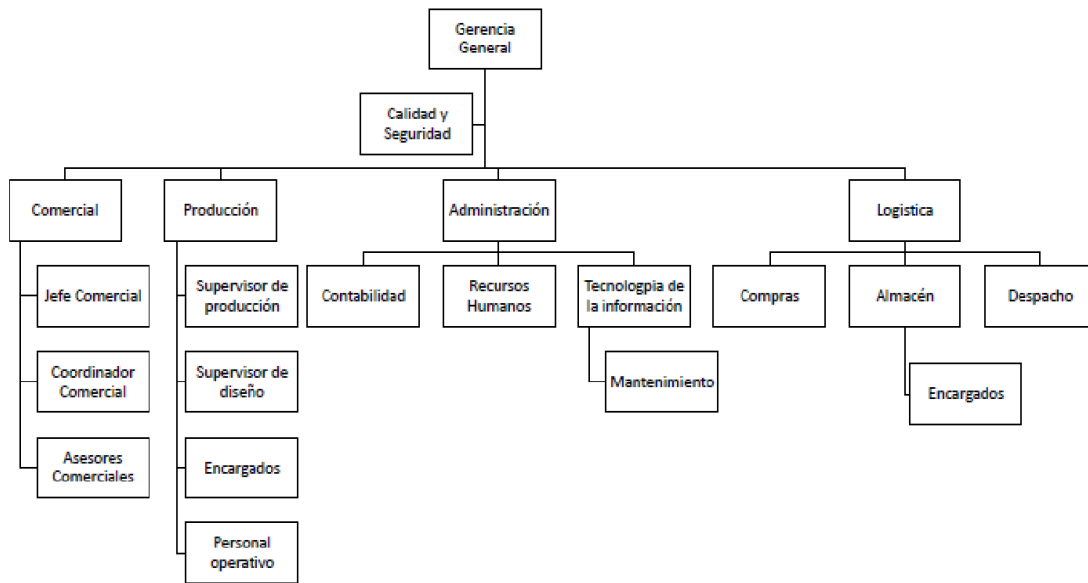 Gerencia
General
Calidad y
Seguridad
Comercial
Producción
Administración
Logistica
Jefe Comercial
Supervisor de
producción
Contabilidad
Recursos
Humanos
Tecnologpia de
la información
Compras
Almacén
Despacho
Coordinador
Comercial
Supervisor de
diseño
Mantenimiento
Encargados
Asesores
Comerciales
Encargados
Personal
operativo